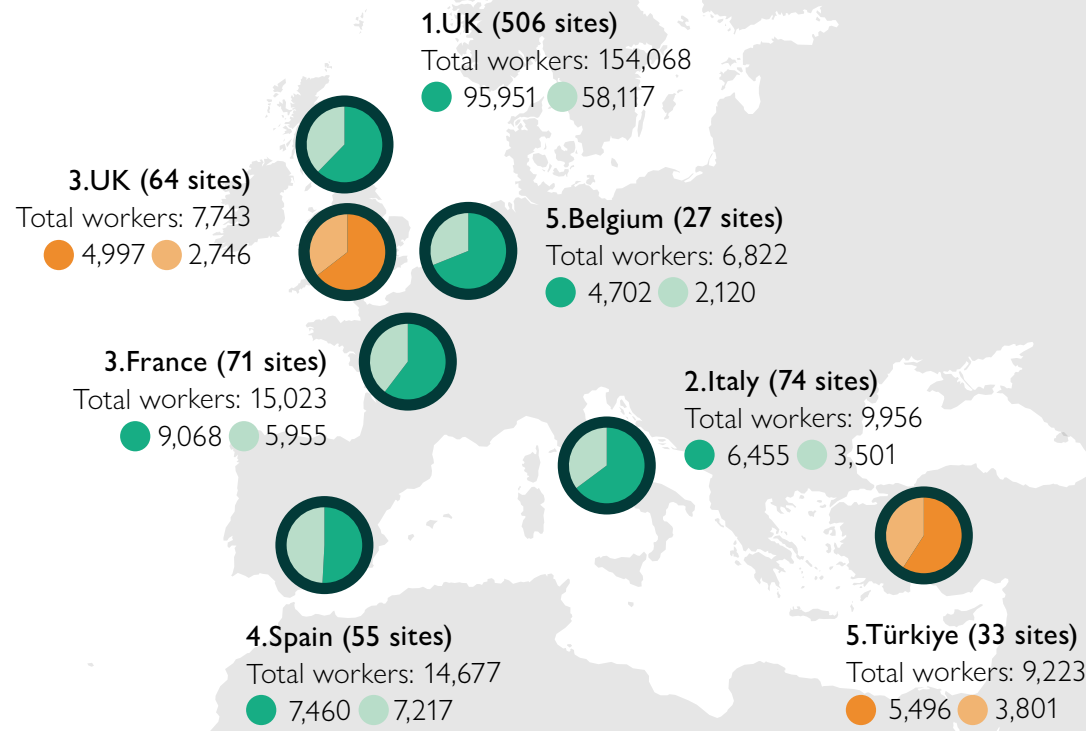 1.UK (506 sites)
Total workers: 154,068
95,951 58,117
3.UK (64 sites)
Total workers: 7,743
4,997 2,746
5.Belgium (27 sites)
Total workers: 6,822
4,702 2,120
3.France (71 sites)
Total workers: 15,023
9,068 5,955
2.Italy (74 sites)
Total workers: 9,956
6,455 3,501
4.Spain (55 sites)
Total workers: 14,677
7,460 7,217
5.Türkiye (33 sites)
Total workers: 9,223
5,496 3,801